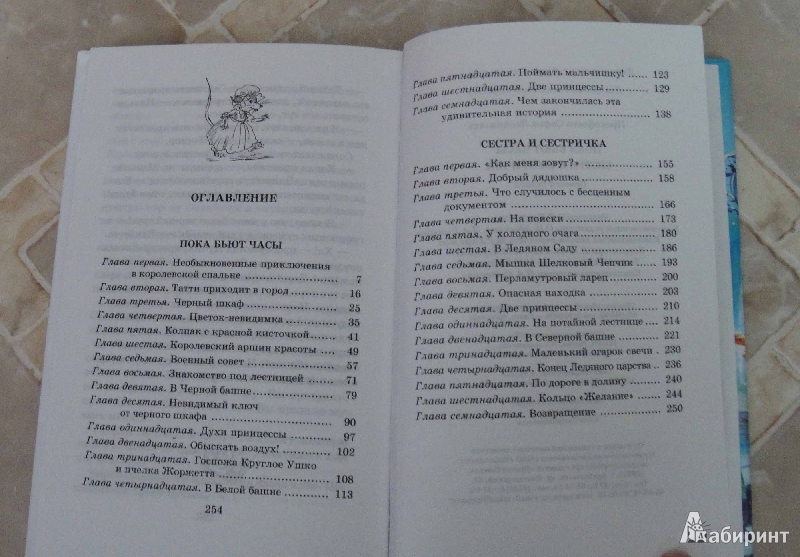 ОГЛАВЛЕНИЕ
ПОКА БЬЮТ ЧАСЫ
Глава первая. Необыкновенные приключения
в королевской спальне 7
Глава вторая. Татти приходит в город 16
Глава третья. Черный шкаф 25
Глава четвертая. Цветок-невидимка 35
Глава пятая. Колпак с красной кисточкой 41
Глава шестая. Королевский аршин красоты 49
Глава седьмая. Военный совет 57
Глава восьмая. Знакомство под лестницей 71
Глава девятая. В Черной башне 79
Глава десятая. Невидимый ключ
от черного шкафа 90
Глава одиннадцатая. Духи принцессы 97
Глава двенадцатая. Обыскать воздух! 102
Глава тринадцатая. Госпожа Круглое Ушко
и пчелка Жоржетта 108
Глава четырнадцатая. В Белой башне 113
254
Глава пятнадцатая. Поймать мальчишку! 123
Глава шестнадцатая. Две принцессы 129
Глава семнадцатая. Чем закончилась эта
удивительная история 138
СЕСТРА И СЕСТРИЧКА
Глава первая. «Как меня зовут?» 155
Глава вторая. Добрый дядюшка 158
Глава третья. Что случилось с бесценным
документом 166
Глава четвертая. На поиски 173
Глава пятая. У холодного очага 180
Глава шестая. В Ледяном Саду 186
Глава седьмая. Мышка Шелковый Чепчик 193
Глава восьмая. Перламутровый ларец 200
Глава девятая. Опасная находка 203
Глава десятая. Две принцессы 210
Глава одиннадцатая. На потайной лестнице 214
Глава двенадцатая. В Северной башне 221
Глава тринадцатая. Маленький огарок свечи 230
Глава четырнадцатая. Конец Ледяного царства 236
Глава пятнадцатая. По дороге в долину 240
Глава шестнадцатая. Кольцо «Желание» 244
Глава семнадцатая. Возвращение 250
Лабиринт